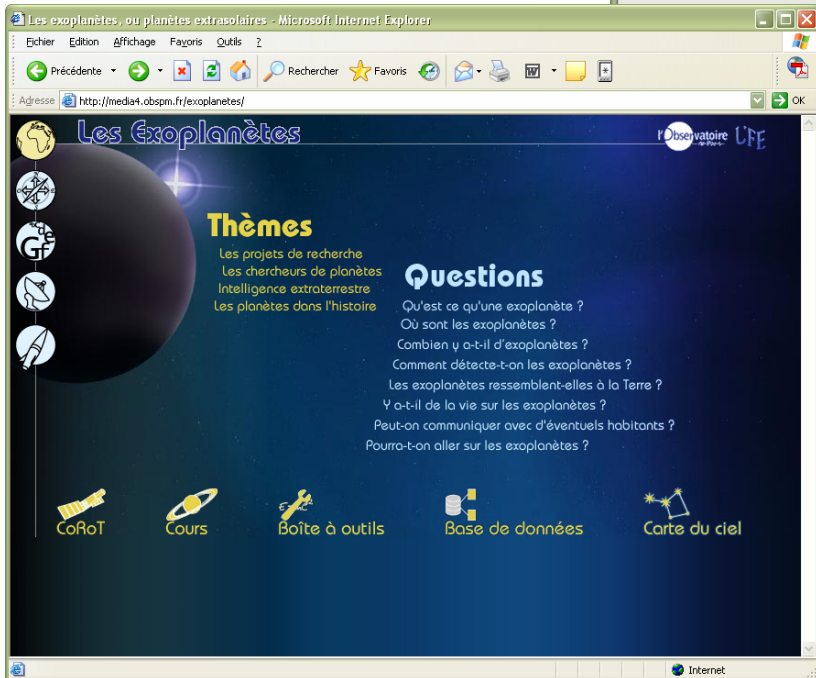 Les exoplanètes, ou planètes extrasolaires - Microsoft Internet Explorer
Fichier Edition Affichage Favoris Outils ?
Précédente Rechercher Favoris
Adresse http://media4.obspm.fr/exoplanetes/ OK
Les Exoplanètes
l'Observatoire de Paris UFE
Thèmes
Les projets de recherche
Les chercheurs de planètes
Intelligence extraterrestre
Les planètes dans l'histoire
Questions
Qu'est ce qu'une exoplanète ?
Où sont les exoplanètes ?
Combien y a-t-il d'exoplanètes ?
Comment détecte-t-on les exoplanètes ?
Les exoplanètes ressemblent-elles à la Terre ?
Y a-t-il de la vie sur les exoplanètes ?
Peut-on communiquer avec d'éventuels habitants ?
Pourra-t-on aller sur les exoplanètes ?
CoRoT Cours Boîte à outils Base de données Carte du ciel
Internet